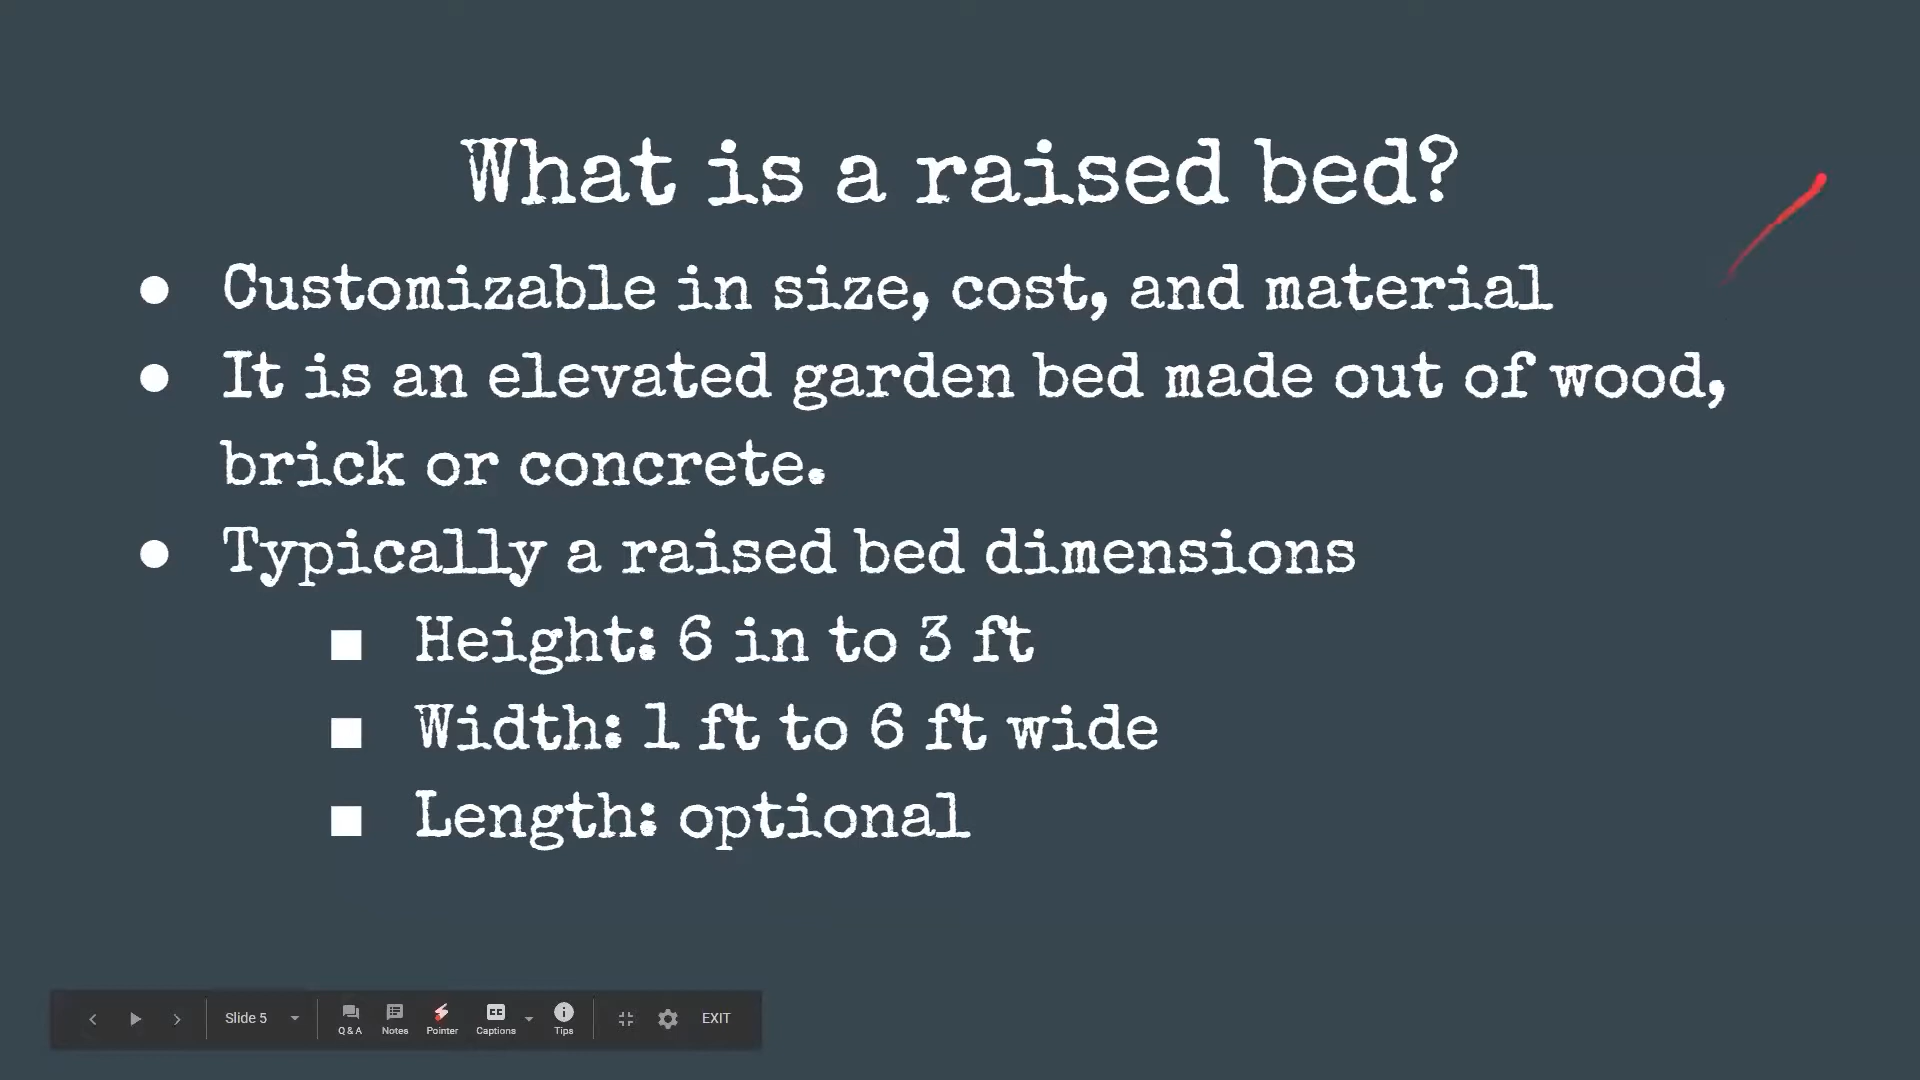 What is a raised bed?
● Customizable in size, cost, and material
● It is an elevated garden bed made out of wood,
brick or concrete.
● Typically a raised bed dimensions
■ Height: 6 in to 3 ft
■ Width: 1 ft to 6 ft wide
■ Length: optional
Slide 5 Q & A Notes Pointer CC Captions Tips EXIT